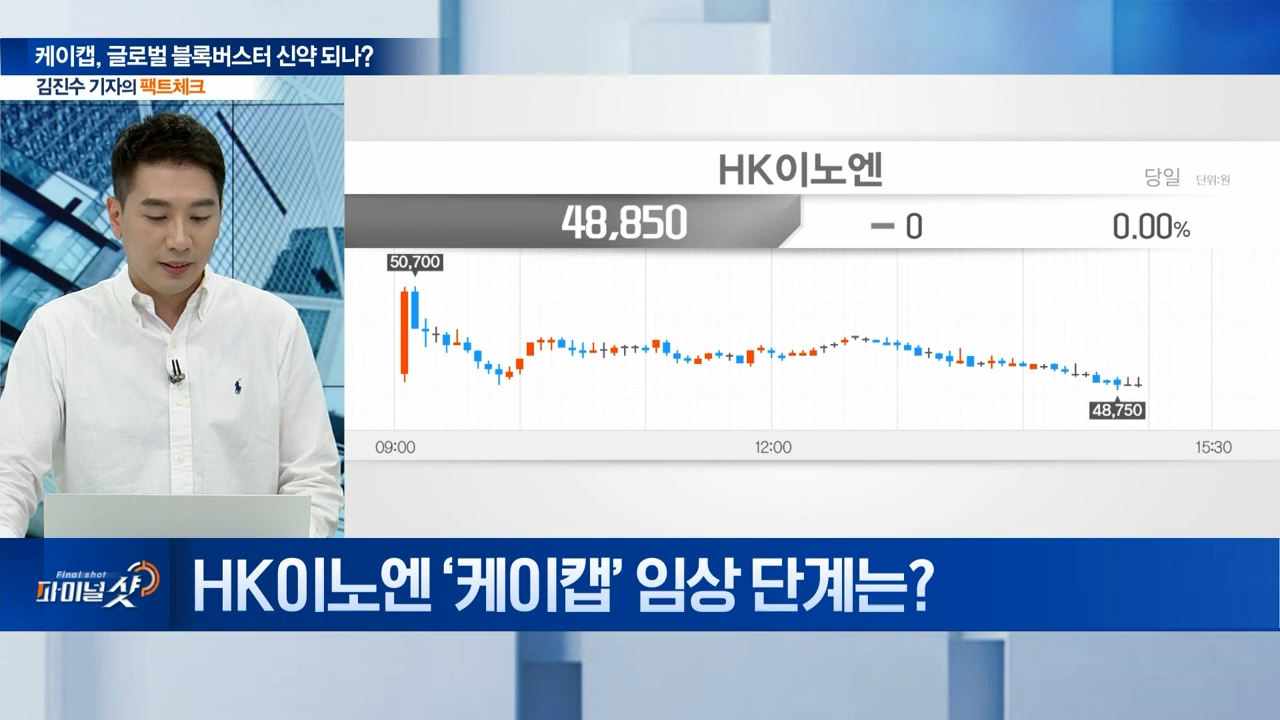 케이캡, 글로벌 블록버스터 신약 되나?
김진수 기자의 팩트체크
HK이노엔
당일 단위:원
48,850 0 0.00%
50,700
48,750
09:00 12:00 15:30
Final shot
파이널샷
HK이노엔 ‘케이캡’ 임상 단계는?